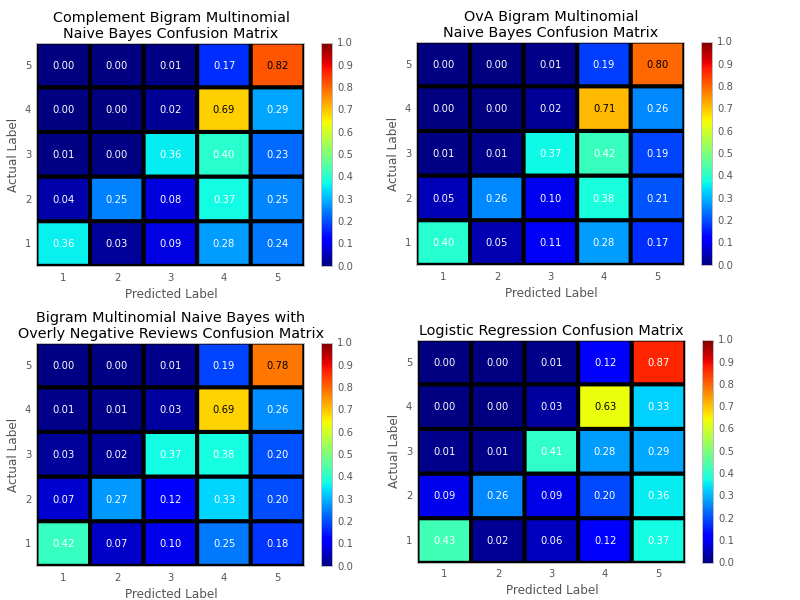 Complement Bigram Multinomial
Naive Bayes Confusion Matrix
Actual Label
5 0.00 0.00 0.01 0.17 0.82
4 0.00 0.00 0.02 0.69 0.29
3 0.01 0.00 0.36 0.40 0.23
2 0.04 0.25 0.08 0.37 0.25
1 0.36 0.03 0.09 0.28 0.24
1 2 3 4 5
Predicted Label
1.0
0.9
0.8
0.7
0.6
0.5
0.4
0.3
0.2
0.1
0.0
OvA Bigram Multinomial
Naive Bayes Confusion Matrix
Actual Label
5 0.00 0.00 0.01 0.19 0.80
4 0.00 0.00 0.02 0.71 0.26
3 0.01 0.01 0.37 0.42 0.19
2 0.05 0.26 0.10 0.38 0.21
1 0.40 0.05 0.11 0.28 0.17
1 2 3 4 5
Predicted Label
1.0
0.9
0.8
0.7
0.6
0.5
0.4
0.3
0.2
0.1
0.0
Bigram Multinomial Naive Bayes with
Overly Negative Reviews Confusion Matrix
Actual Label
5 0.00 0.00 0.01 0.19 0.78
4 0.01 0.01 0.03 0.69 0.26
3 0.03 0.02 0.37 0.38 0.20
2 0.07 0.27 0.12 0.33 0.20
1 0.42 0.07 0.10 0.25 0.18
1 2 3 4 5
Predicted Label
1.0
0.9
0.8
0.7
0.6
0.5
0.4
0.3
0.2
0.1
0.0
Logistic Regression Confusion Matrix
Actual Label
5 0.00 0.00 0.01 0.12 0.87
4 0.00 0.00 0.03 0.63 0.33
3 0.01 0.01 0.41 0.28 0.29
2 0.09 0.26 0.09 0.20 0.36
1 0.43 0.02 0.06 0.12 0.37
1 2 3 4 5
Predicted Label
1.0
0.9
0.8
0.7
0.6
0.5
0.4
0.3
0.2
0.1
0.0